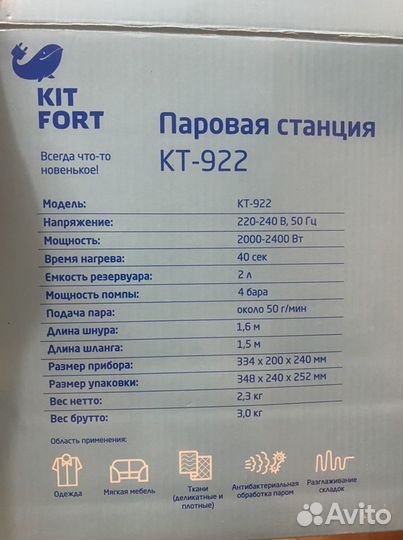 KIT
FORT
Всегда что-то
новенькое!
Паровая станция
КТ-922
Модель: КТ-922
Напряжение: 220-240 В, 50 Гц
Мощность: 2000-2400 Вт
Время нагрева: 40 сек
Емкость резервуара: 2 л
Мощность помпы: 4 бара
Подача пара: около 50 г/мин
Длина шнура: 1,6 м
Длина шланга: 1,5 м
Размер прибора: 334 x 200 x 240 мм
Размер упаковки: 348 x 240 x 252 мм
Вес нетто: 2,3 кг
Вес брутто: 3,0 кг
Область применения:
Одежда
Мягкая мебель
Ткани
(деликатные и
плотные)
Антибактериальная
обработка паром
Разглаживание
складок
Avito